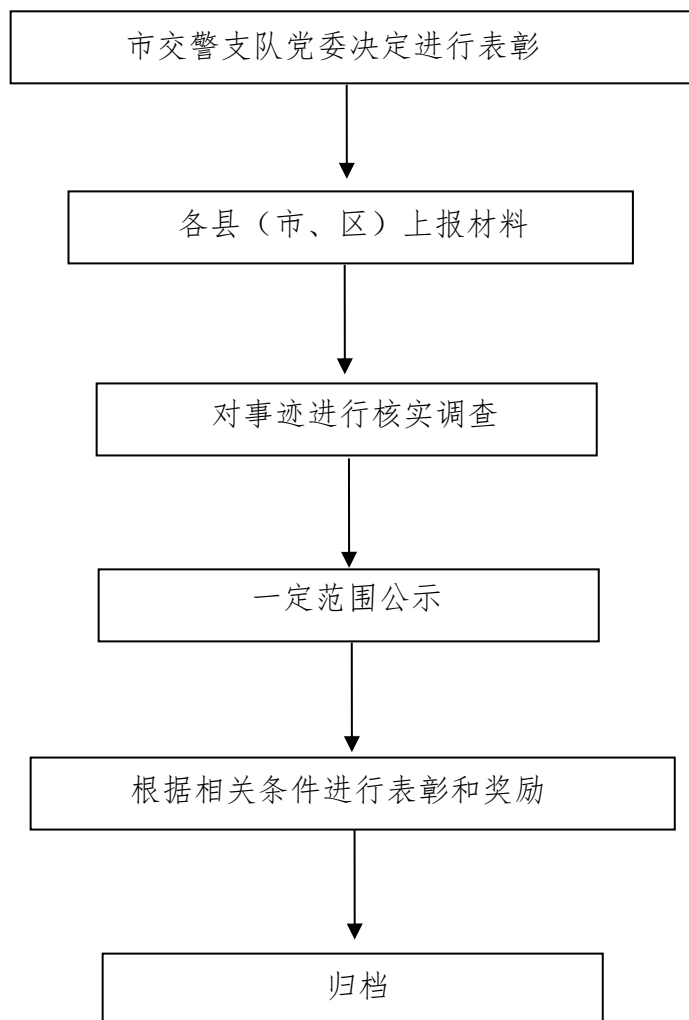 市交警支队党委决定进行表彰
各县（市、区）上报材料
对事迹进行核实调查
一定范围公示
根据相关条件进行表彰和奖励
归档